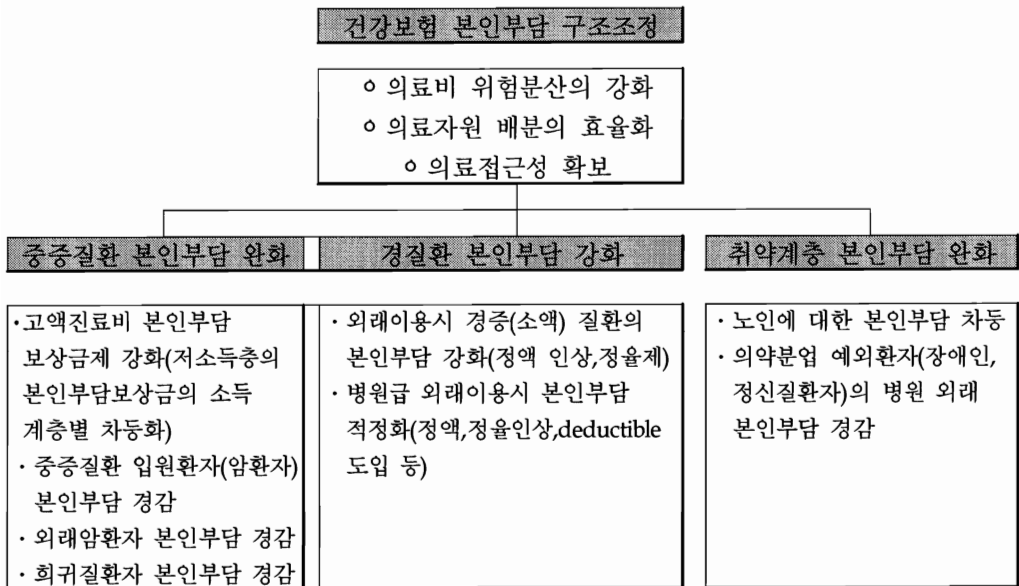 건강보험 본인부담 구조조정
ㅇ 의료비 위험분산의 강화
ㅇ 의료자원 배분의 효율화
ㅇ 의료접근성 확보
중증질환 본인부담 완화
·고액진료비 본인부담
보상금제 강화(저소득층의
본인부담보상금의 소득
계층별 차등화)
· 중증질환 입원환자(암환자)
본인부담 경감
· 외래암환자 본인부담 경감
· 희귀질환자 본인부담 경감
경질환 본인부담 강화
· 외래이용시 경증(소액) 질환의
본인부담 강화(정액 인상,정율제)
· 병원급 외래이용시 본인부담
적정화(정액,정율인상,deductible
도입 등)
취약계층 본인부담 완화
· 노인에 대한 본인부담 차등
· 의약분업 예외환자(장애인,
정신질환자)의 병원 외래
본인부담 경감